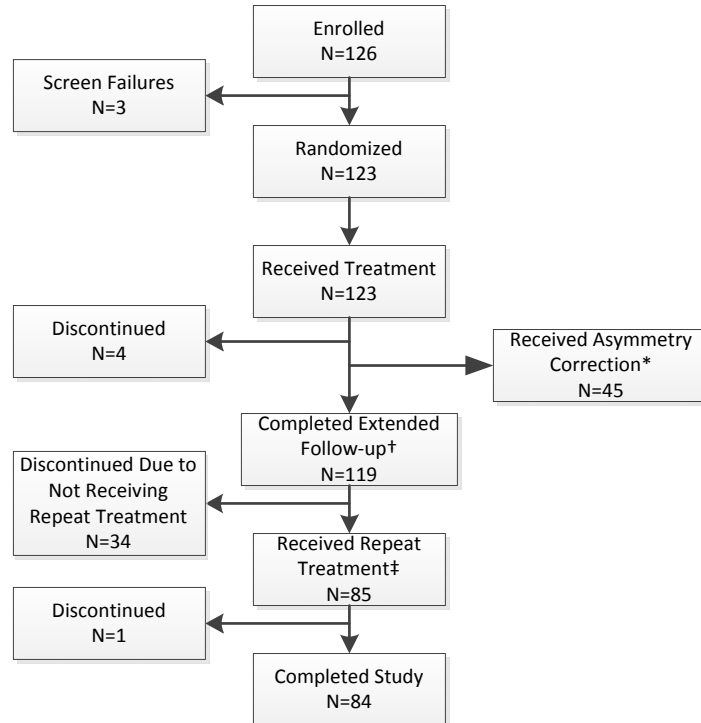 Enrolled
N=126
Screen Failures
N=3
Randomized
N=123
Received Treatment
N=123
Discontinued
N=4
Received Asymmetry
Correction*
N=45
Completed Extended
Follow-up†
N=119
Discontinued Due to
Not Receiving
Repeat Treatment
N=34
Received Repeat
Treatment‡
N=85
Discontinued
N=1
Completed Study
N=84